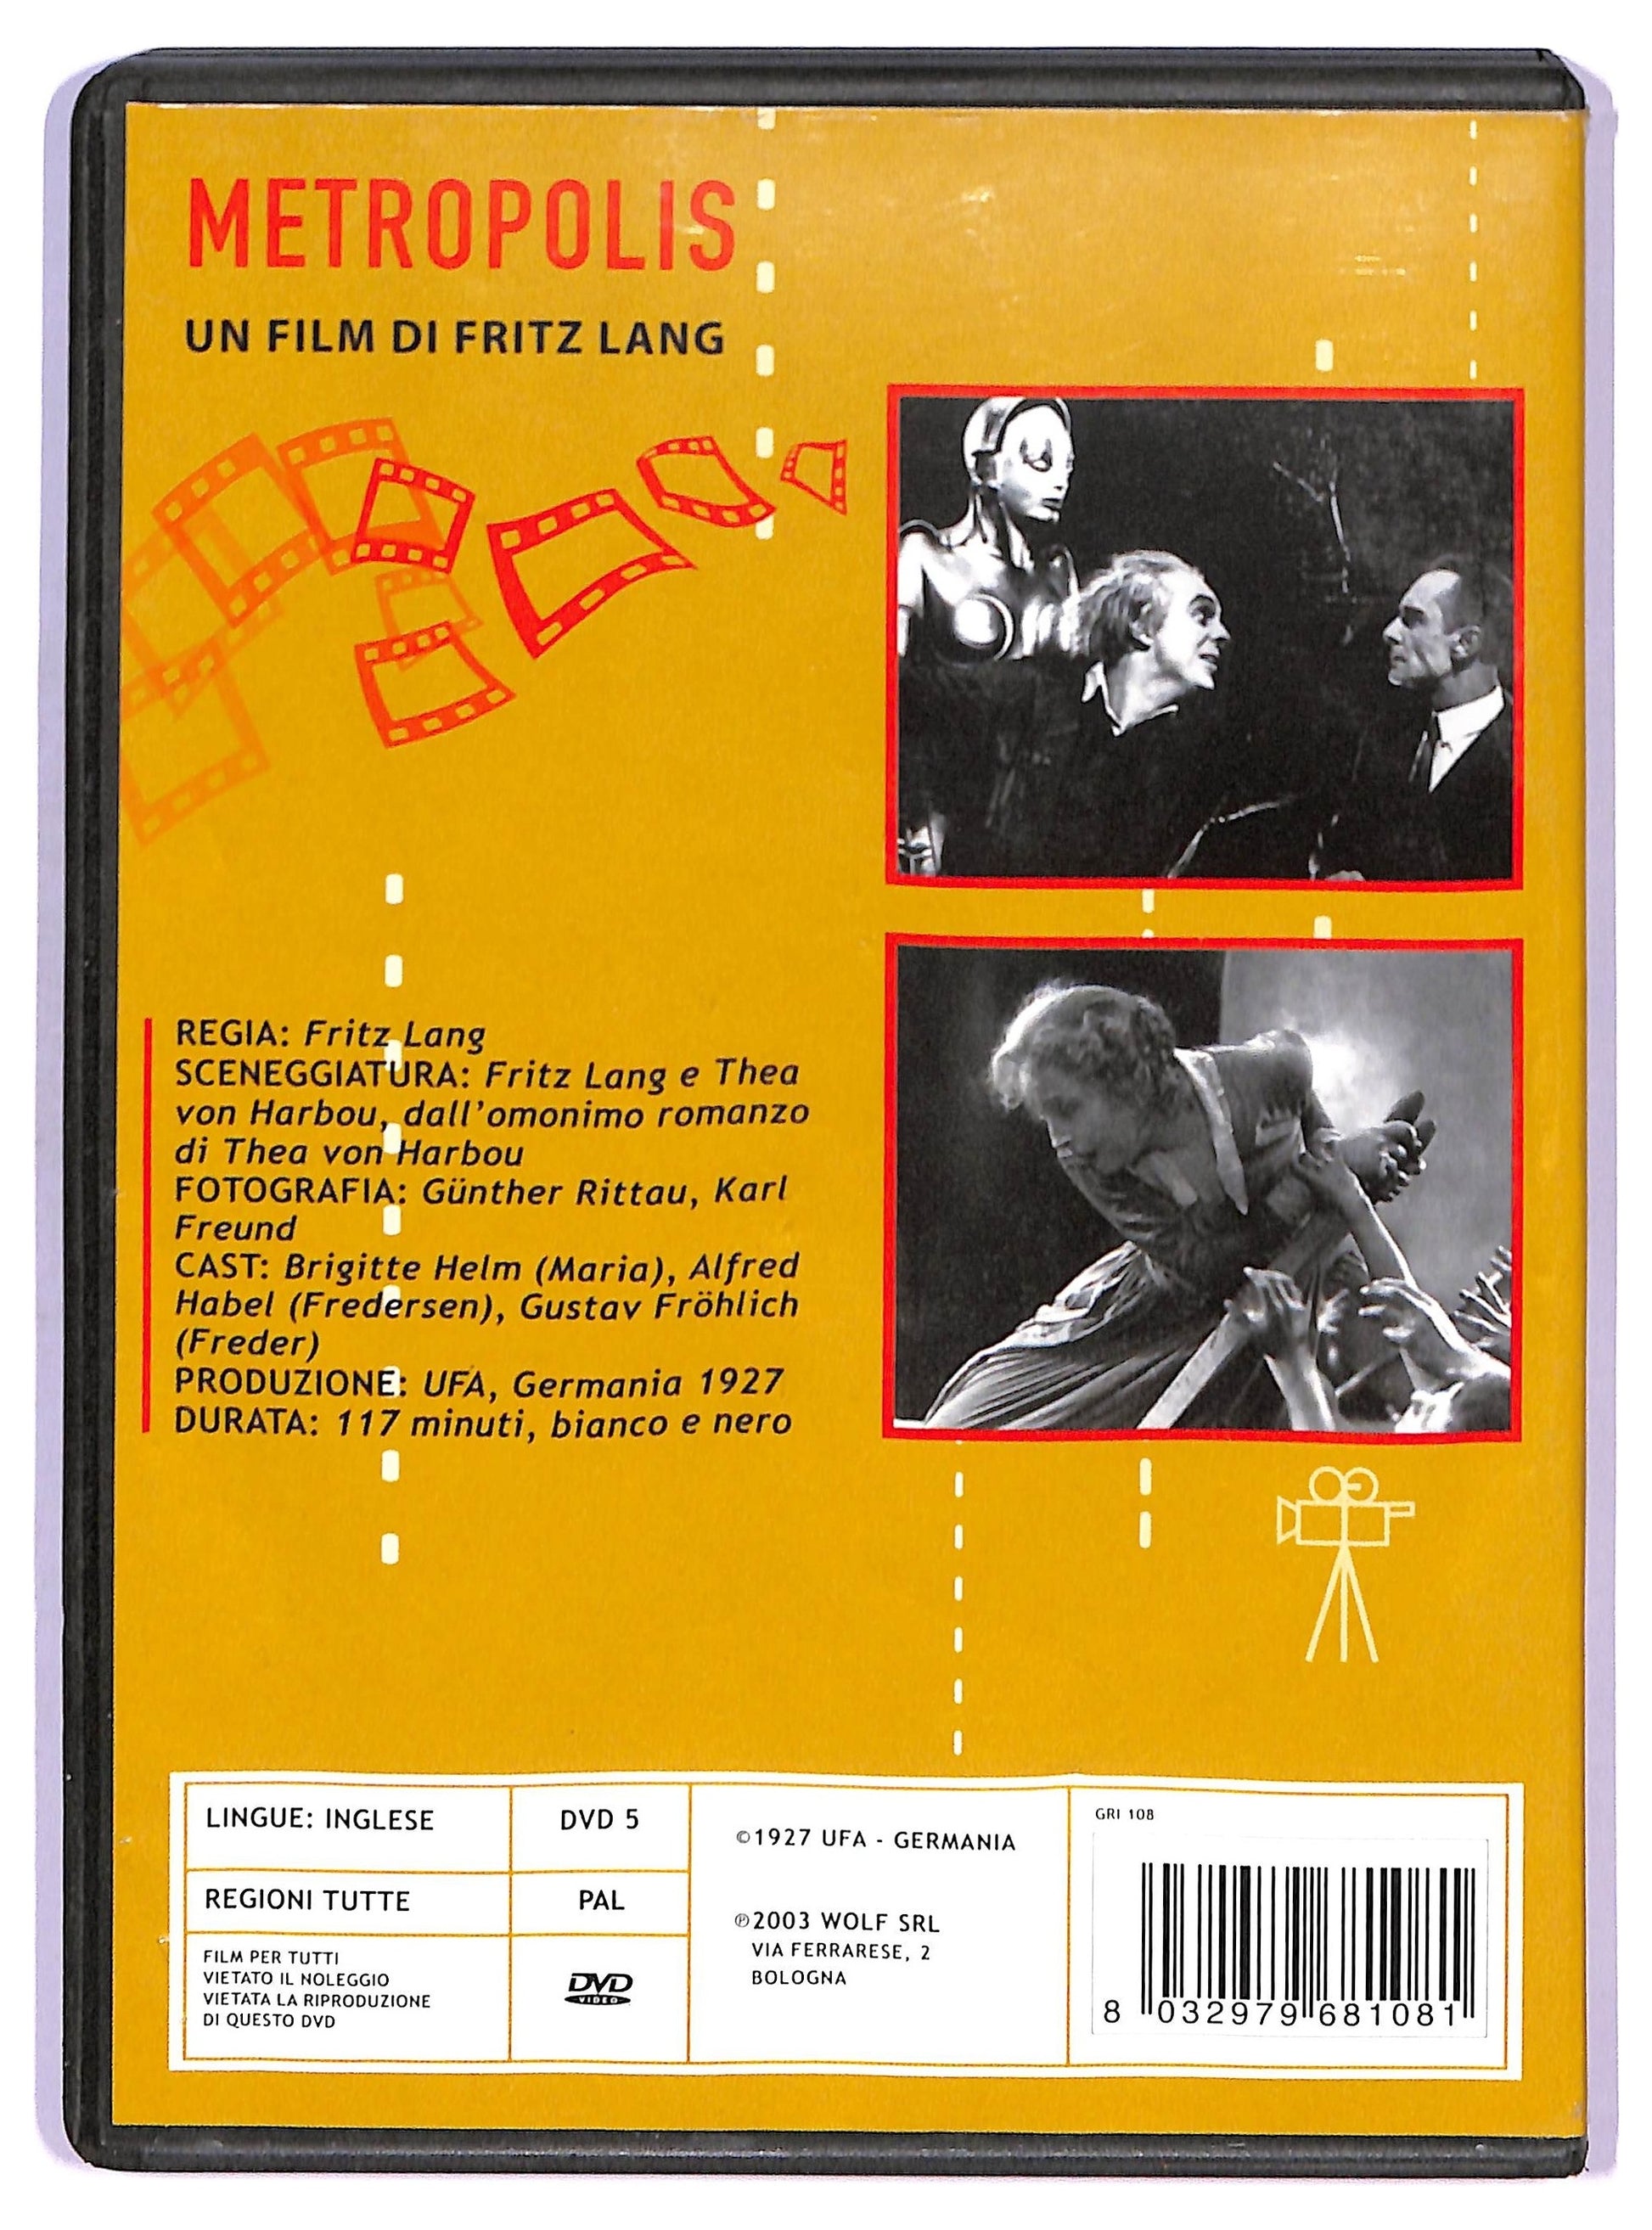 METROPOLIS
UN FILM DI FRITZ LANG
REGIA: Fritz Lang
SCENEGGIATURA: Fritz Lang e Thea
von Harbou, dall'omonimo romanzo
di Thea von Harbou
FOTOGRAFIA: Günther Rittau, Karl
Freund
CAST: Brigitte Helm (Maria), Alfred
Habel (Fredersen), Gustav Fröhlich
(Freder)
PRODUZIONE: UFA, Germania 1927
DURATA: 117 minuti, bianco e nero
LINGUE: INGLESE
DVD 5
REGIONI TUTTE
PAL
FILM PER TUTTI
VIETATO IL NOLEGGIO
VIETATA LA RIPRODUZIONE
DI QUESTO DVD
DVD
VIDEO
©1927 UFA - GERMANIA
℗2003 WOLF SRL
VIA FERRARESE, 2
BOLOGNA
GRI 108
8 032979 681081